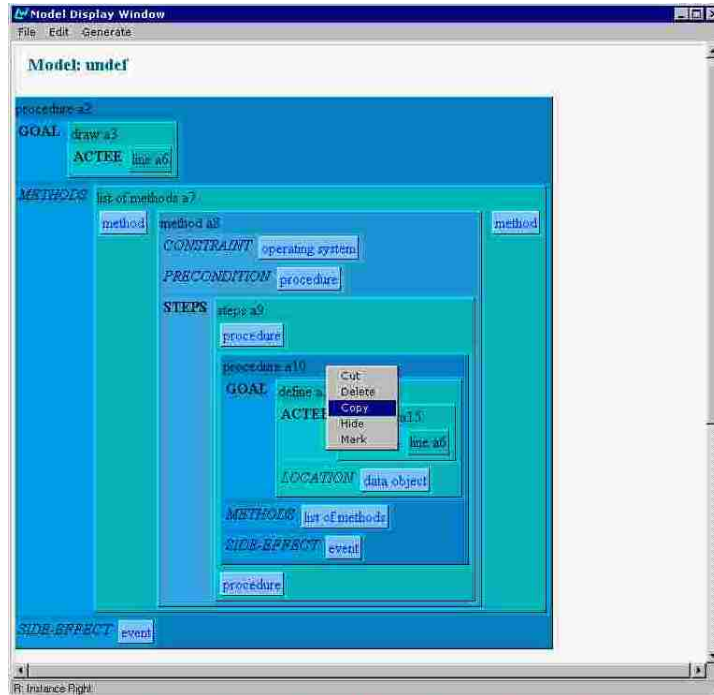 Model Display Window
File Edit Generate
Model: undef
procedure a2
GOAL draw a3
ACTEE line a6
METHODS list of methods a7
method method a8 method
CONSTRAINT operating system
PRECONDITION procedure
STEPS steps a9
procedure
procedure a10
GOAL define
ACTEE a15
line a6
Cut
Delete
Copy
Hide
Mark
LOCATION data object
METHODS list of methods
SIDE-EFFECT event
procedure
SIDE-EFFECT event
R: Instance Right